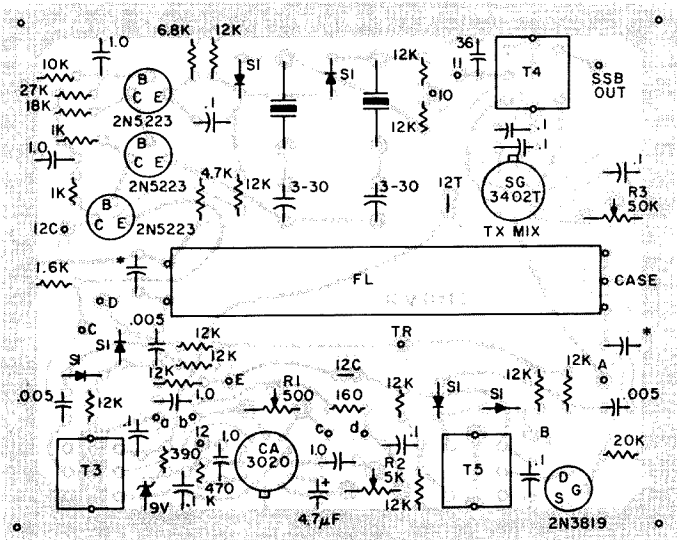 1.0
6.8K 12K
10K
27K
18K
1K
1.0
1K
12C
B
C E
2N5223
B
C E
2N5223
B
C E
2N5223
.1
S1
S1
12K
12K
36
11
10
T4
SSB
OUT
.1
.1
.1
4.7K
12K
3-30
3-30
12T
SG
3402T
TX MIX
R3
50K
*
FL
CASE
1.6K
D
C
.005
S1
S1
12K
12K
12K
E
TR
12C
R1
500
160
12K
S1
S1
12K
12K
A
*
.005
.005
12K
1.0
a b
.1
12
1.0
T3
390
470
K
9V
.1
CA
3020
c d
1.0
.1
R2
5K
12K
4.7µF
+
T5
B
.1
20K
D
S G
2N3819